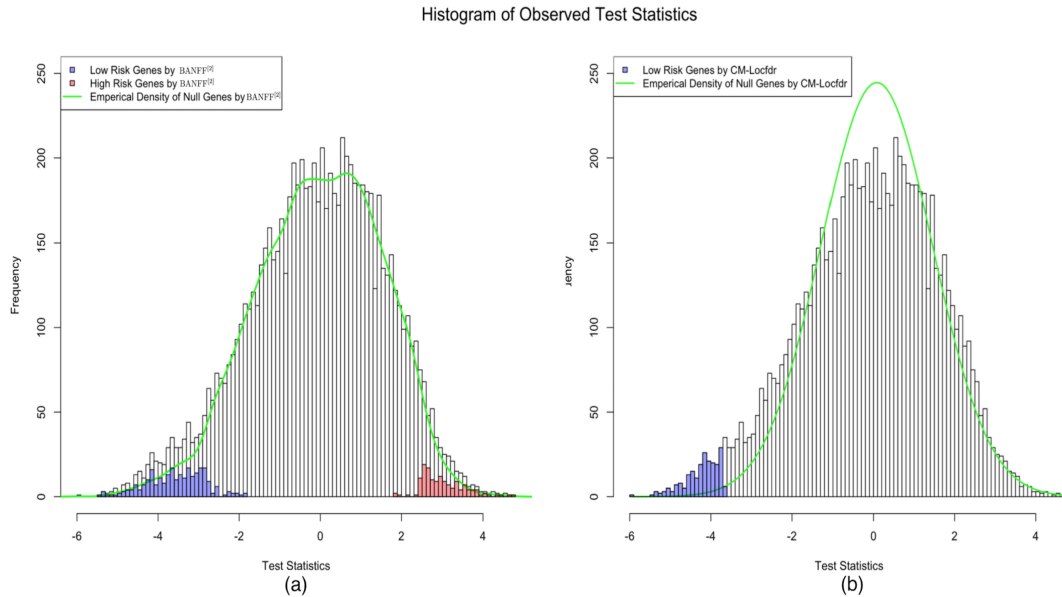 Histogram of Observed Test Statistics
Low Risk Genes by BANFF[2]
High Risk Genes by BANFF[2]
Emperical Density of Null Genes by BANFF[2]
Frequency
250
200
150
100
50
0
-6 -4 -2 0 2 4
Test Statistics
(a)
Low Risk Genes by CM-Locfdr
Emperical Density of Null Genes by CM-Locfdr
250
200
150
100
50
0
-6 -4 -2 0 2 4
Test Statistics
(b)